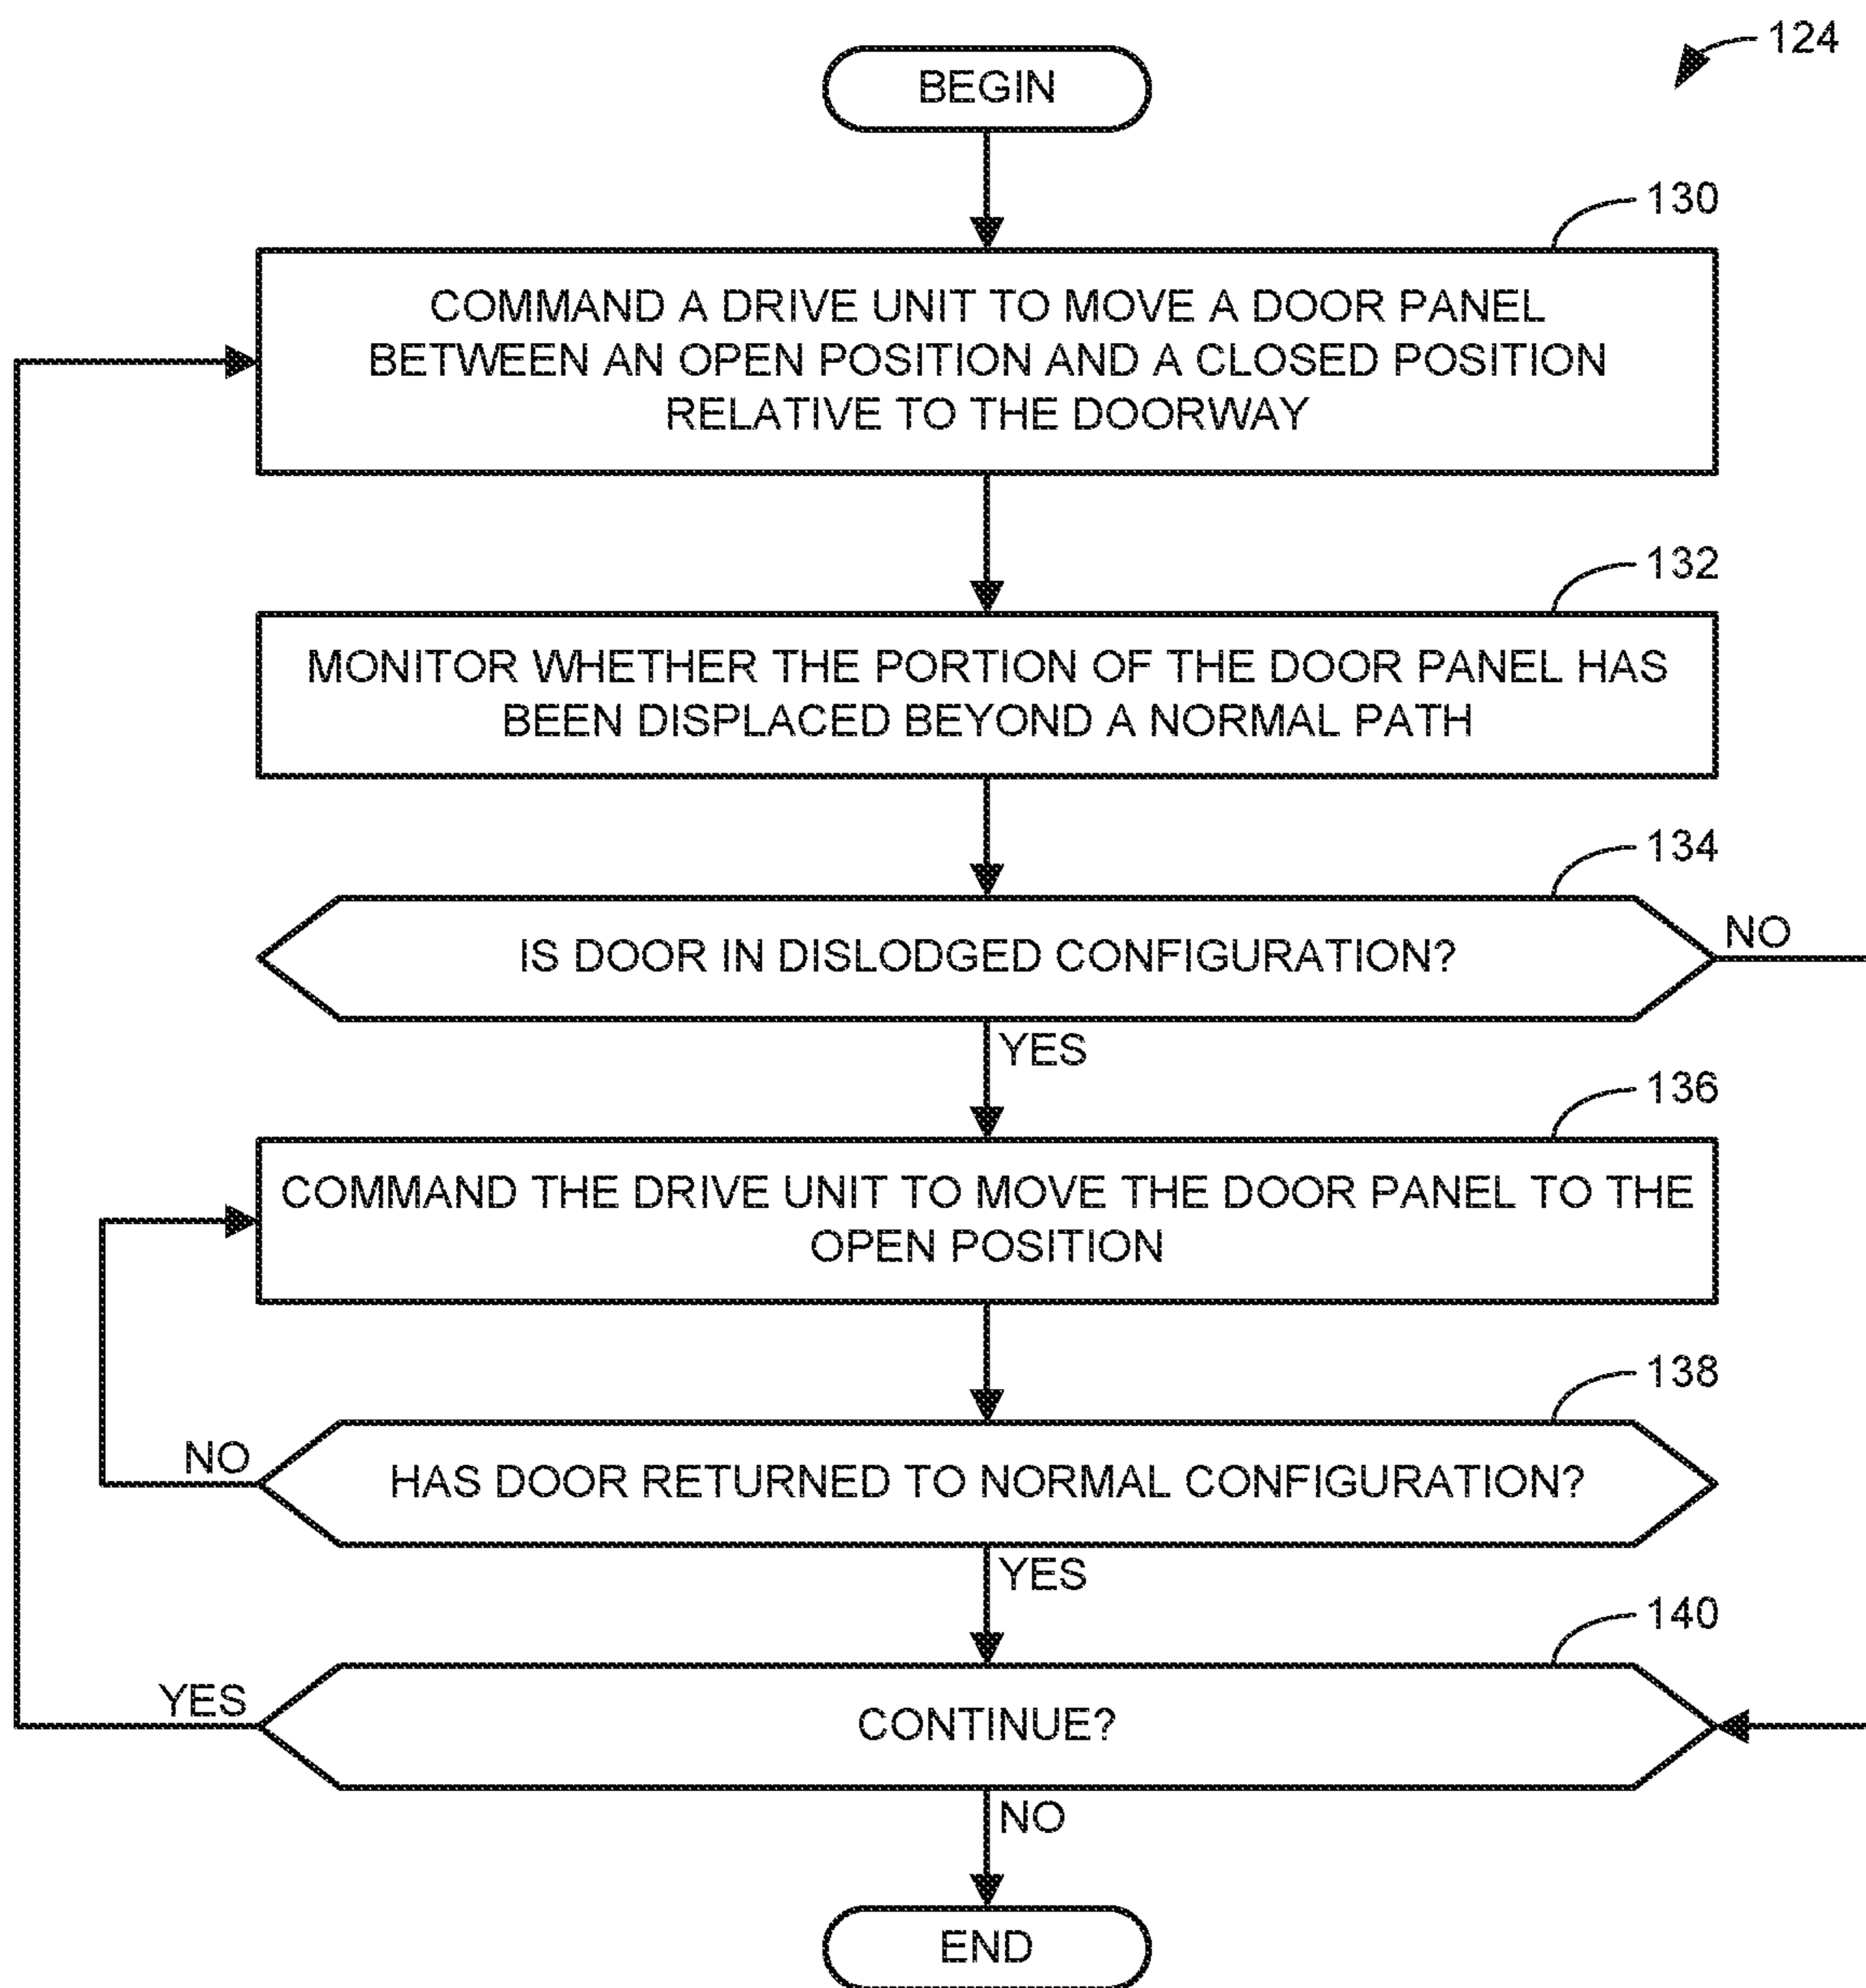 124
BEGIN
130
COMMAND A DRIVE UNIT TO MOVE A DOOR PANEL
BETWEEN AN OPEN POSITION AND A CLOSED POSITION
RELATIVE TO THE DOORWAY
132
MONITOR WHETHER THE PORTION OF THE DOOR PANEL HAS
BEEN DISPLACED BEYOND A NORMAL PATH
134
IS DOOR IN DISLODGED CONFIGURATION?
NO
YES
136
COMMAND THE DRIVE UNIT TO MOVE THE DOOR PANEL TO THE
OPEN POSITION
138
NO
HAS DOOR RETURNED TO NORMAL CONFIGURATION?
YES
140
YES
CONTINUE?
NO
END